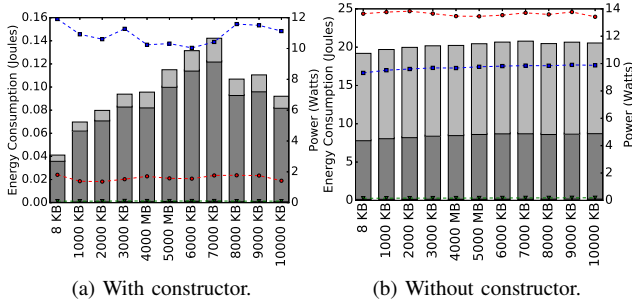 0.16
0.14
0.12
0.10
0.08
0.06
0.04
0.02
0.00
Energy Consumption (Joules)
12
10
8
6
4
2
0
Power (Watts)
8 KB
1000 KB
2000 KB
3000 KB
4000 MB
5000 MB
6000 KB
7000 KB
8000 KB
9000 KB
10000 KB
(a) With constructor.
25
20
15
10
5
0
Energy Consumption (Joules)
14
12
10
8
6
4
2
0
Power (Watts)
8 KB
1000 KB
2000 KB
3000 KB
4000 MB
5000 MB
6000 KB
7000 KB
8000 KB
9000 KB
10000 KB
(b) Without constructor.